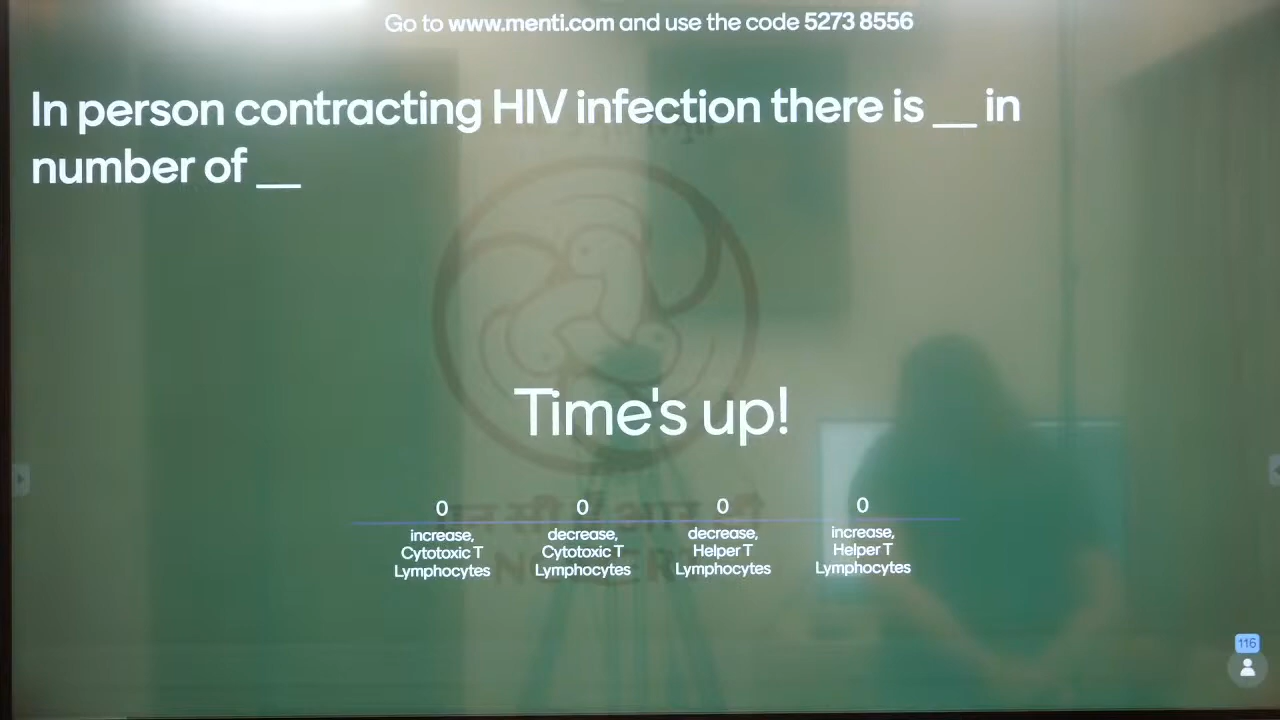 Go to www.menti.com and use the code 5273 8556
In person contracting HIV infection there is __ in
number of __
Time's up!
0 0 0 0
increase, decrease, decrease, increase,
Cytotoxic T Cytotoxic T Helper T Helper T
Lymphocytes Lymphocytes Lymphocytes Lymphocytes
116